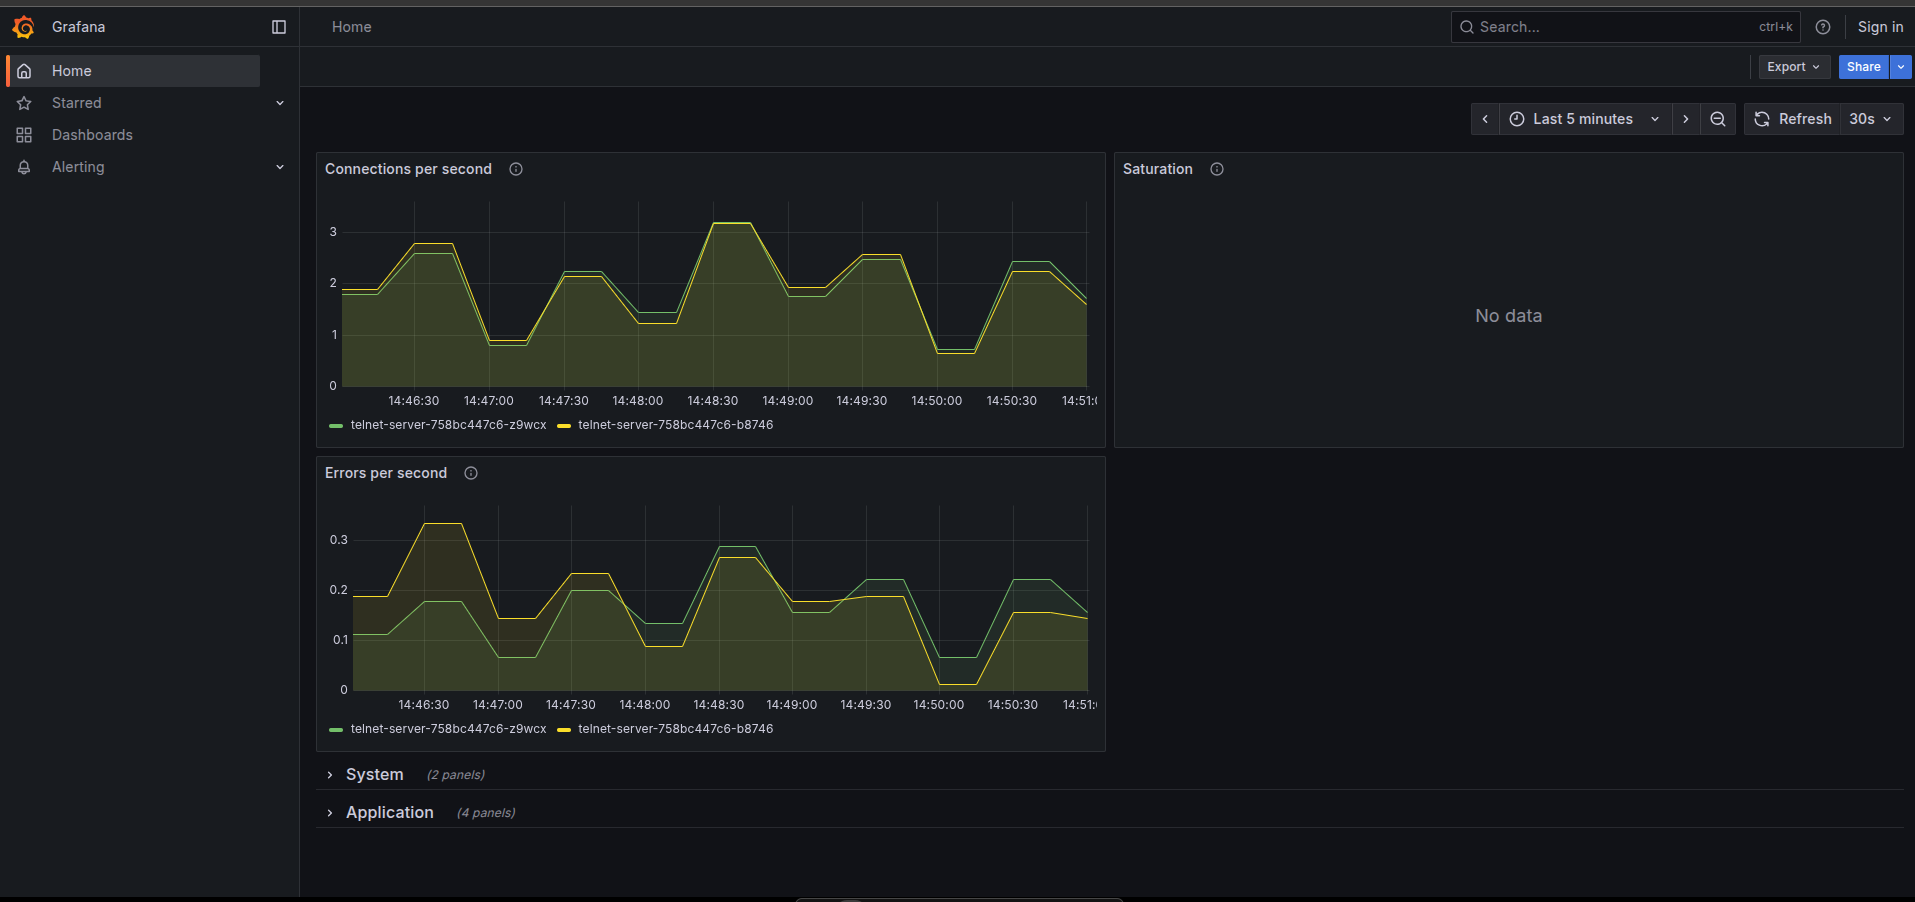 Grafana
Home
Search...
ctrl+k
Sign in
Home
Starred
Dashboards
Alerting
Export
Share
Last 5 minutes
Refresh
30s
Connections per second
3
2
1
0
14:46:30 14:47:00 14:47:30 14:48:00 14:48:30 14:49:00 14:49:30 14:50:00 14:50:30 14:51:
telnet-server-758bc447c6-z9wcx telnet-server-758bc447c6-b8746
Saturation
No data
Errors per second
0.3
0.2
0.1
0
14:46:30 14:47:00 14:47:30 14:48:00 14:48:30 14:49:00 14:49:30 14:50:00 14:50:30 14:51:
telnet-server-758bc447c6-z9wcx telnet-server-758bc447c6-b8746
System (2 panels)
Application (4 panels)